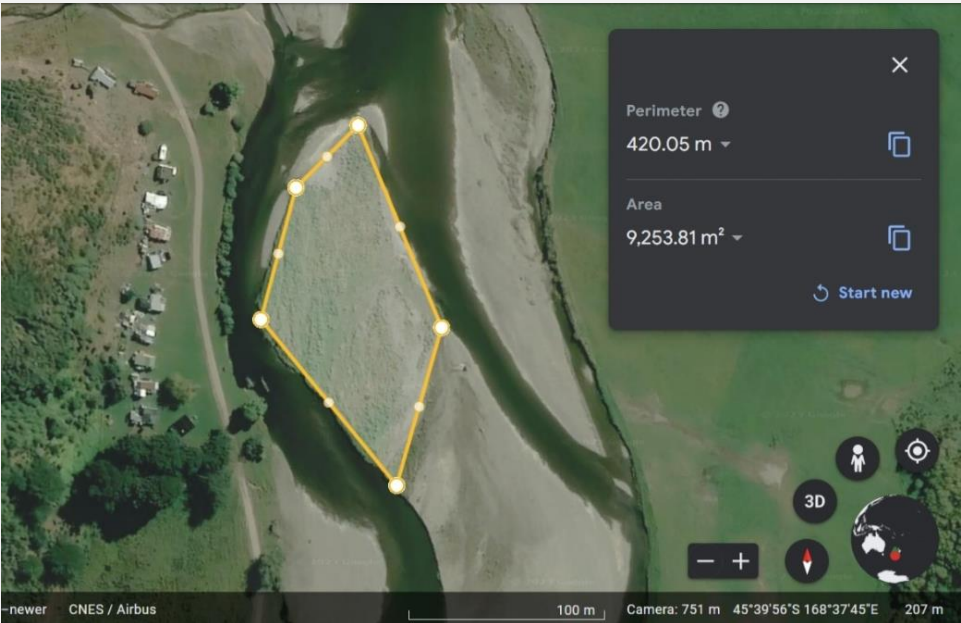 Perimeter
420.05 m
Area
9,253.81 m²
Start new
3D
–newer CNES / Airbus 100 m Camera: 751 m 45°39'56"S 168°37'45"E 207 m